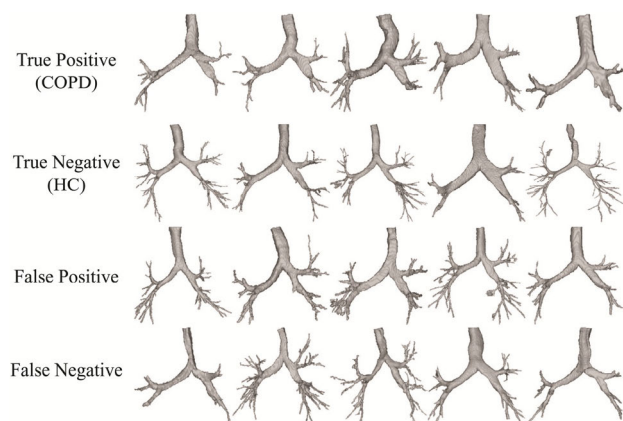 True Positive
(COPD)
True Negative
(HC)
False Positive
False Negative